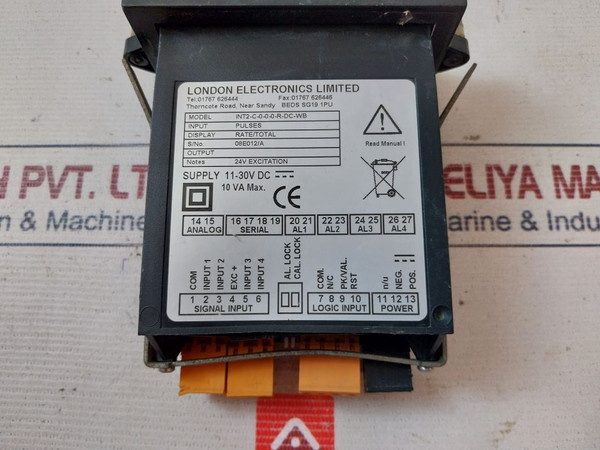 LONDON ELECTRONICS LIMITED
Tel:01767 626444 Fax:01767 626446
Thorncote Road, Near Sandy BEDS SG19 1PU
MODEL INT2-C-0-0-0-R-DC-WB
INPUT PULSES
DISPLAY RATE/TOTAL
S/No. 08E012/A
OUTPUT
Notes 24V EXCITATION
Read Manual !
SUPPLY 11-30V DC
10 VA Max.
CE
14 15 16 17 18 19 20 21 22 23 24 25 26 27
ANALOG SERIAL AL1 AL2 AL3 AL4
COM INPUT 1 INPUT 2 EXC + INPUT 3 INPUT 4
AL. LOCK CAL. LOCK
COM. N/C PK/VAL. RST
n/u NEG. POS.
1 2 3 4 5 6 7 8 9 10 11 12 13
SIGNAL INPUT LOGIC INPUT POWER
PVT. LT
ELIYA MA
& Machine
arine & Indu